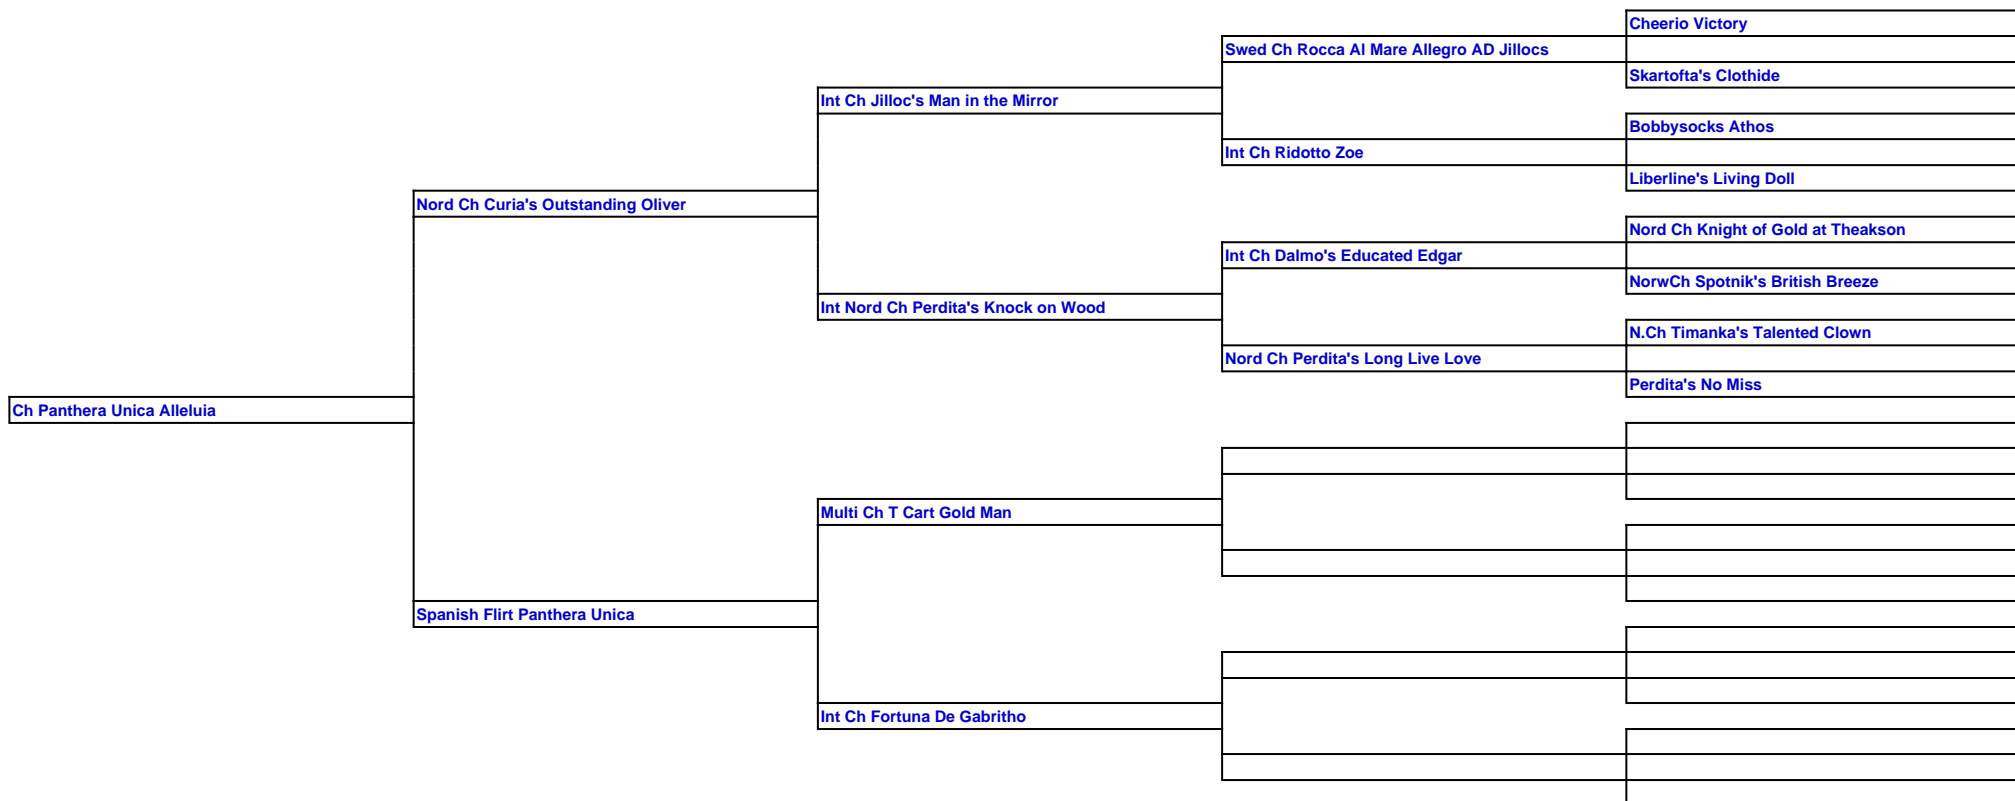 Cheerio Victory
Swed Ch Rocca Al Mare Allegro AD Jillocs
Skartofta's Clothide
Int Ch Jilloc's Man in the Mirror
Bobbysocks Athos
Int Ch Ridotto Zoe
Liberline's Living Doll
Nord Ch Curia's Outstanding Oliver
Nord Ch Knight of Gold at Theakson
Int Ch Dalmo's Educated Edgar
NorwCh Spotnik's British Breeze
Int Nord Ch Perdita's Knock on Wood
N.Ch Timanka's Talented Clown
Nord Ch Perdita's Long Live Love
Perdita's No Miss
Ch Panthera Unica Alleluia
Multi Ch T Cart Gold Man
Spanish Flirt Panthera Unica
Int Ch Fortuna De Gabritho